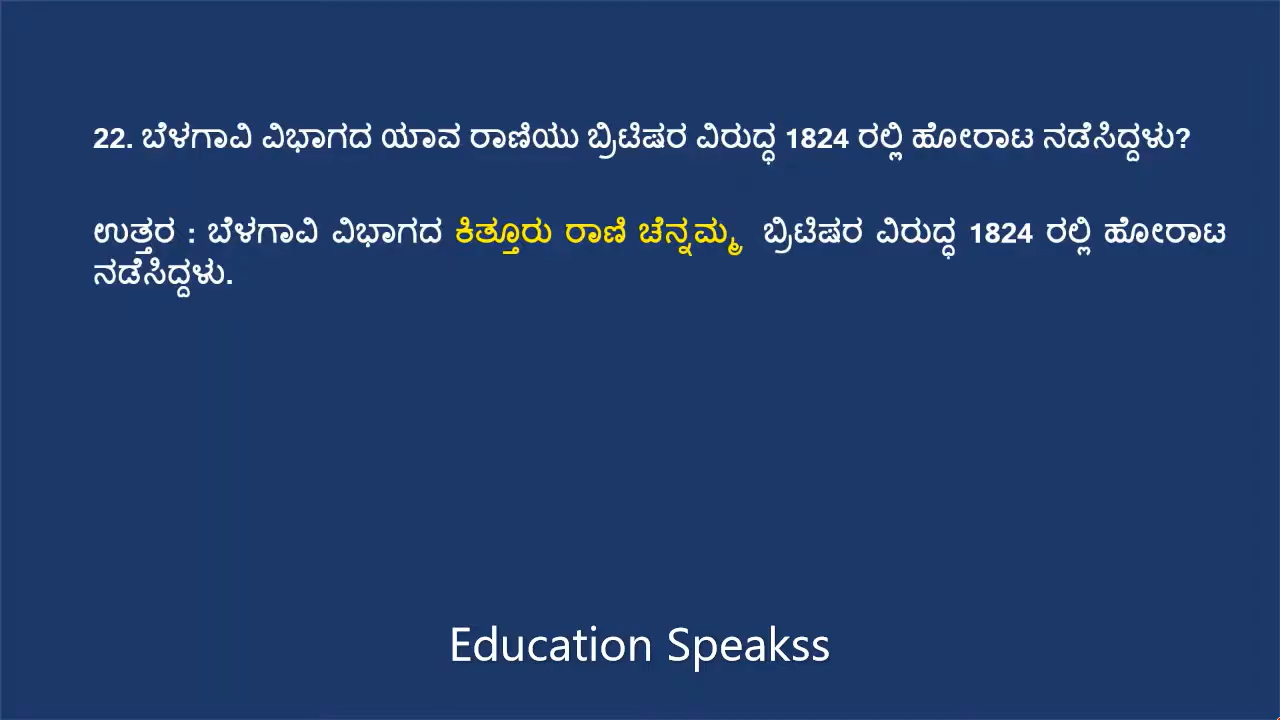 22. ಬೆಳಗಾವಿ ವಿಭಾಗದ ಯಾವ ರಾಣಿಯು ಬ್ರಿಟಿಷರ ವಿರುದ್ಧ 1824 ರಲ್ಲಿ ಹೋರಾಟ ನಡೆಸಿದ್ದಳು?
ಉತ್ತರ : ಬೆಳಗಾವಿ ವಿಭಾಗದ ಕಿತ್ತೂರು ರಾಣಿ ಚೆನ್ನಮ್ಮ, ಬ್ರಿಟಿಷರ ವಿರುದ್ಧ 1824 ರಲ್ಲಿ ಹೋರಾಟ
ನಡೆಸಿದ್ದಳು.
Education Speakss